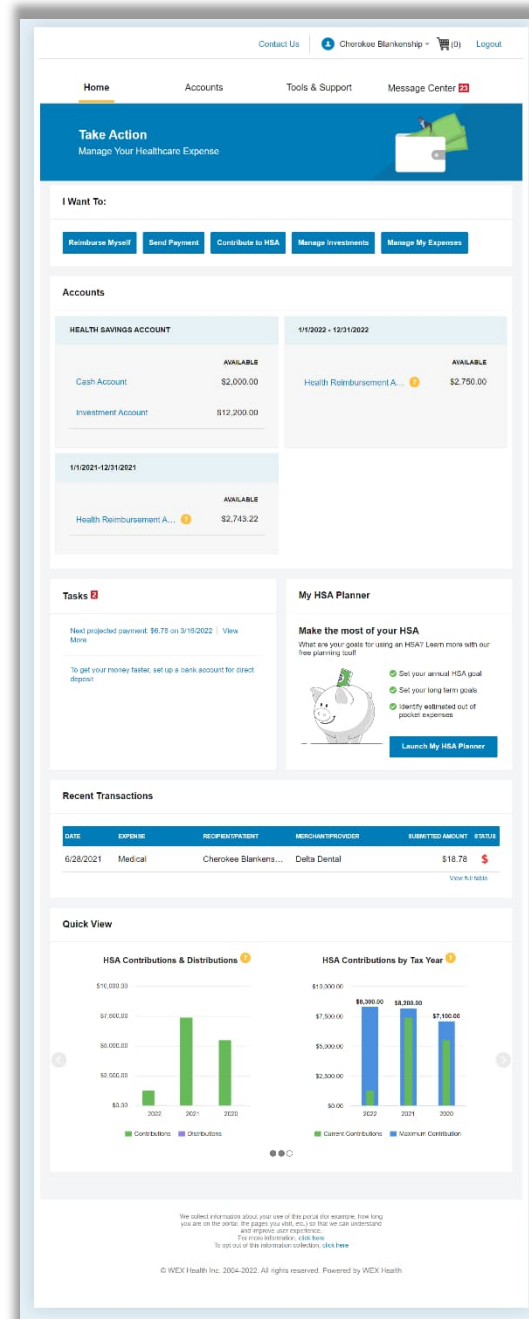 Contact Us Cherokee Blankenship (0) Logout
Home Accounts Tools & Support Message Center 23
Take Action
Manage Your Healthcare Expense
I Want To:
Reimburse Myself Send Payment Contribute to HSA Manage Investments Manage My Expenses
Accounts
HEALTH SAVINGS ACCOUNT
AVAILABLE
Cash Account $2,000.00
Investment Account $12,200.00
1/1/2022 - 12/31/2022
AVAILABLE
Health Reimbursement A... ? $2,750.00
1/1/2021-12/31/2021
AVAILABLE
Health Reimbursement A... ? $2,743.22
Tasks 2
Next projected payment: $6.78 on 3/16/2022 | View
More
To get your money faster, set up a bank account for direct
deposit
My HSA Planner
Make the most of your HSA
What are your goals for using an HSA? Learn more with our
free planning tool!
Set your annual HSA goal
Set your long term goals
Identify estimated out of
pocket expenses
Launch My HSA Planner
Recent Transactions
DATE EXPENSE RECIPIENT/PATIENT MERCHANT/PROVIDER SUBMITTED AMOUNT STATUS
6/28/2021 Medical Cherokee Blankens... Delta Dental $18.78 $
View full table
Quick View
HSA Contributions & Distributions ?
$10,000.00
$0.00
2022 2021 2020
Contributions Distributions
HSA Contributions by Tax Year ?
$10,000.00
$7,500.00
$5,000.00
$2,500.00
$0.00
$8,300.00 $8,200.00 $7,100.00
2022 2021 2020
Current Contributions Maximum Contribution
We collect information about your use of this portal (for example, how long
you are on the portal, the pages you visit, etc.) so that we can understand
and improve user experience.
For more information, click here
To opt out of this information collection, click here
© WEX Health Inc. 2004-2022. All rights reserved. Powered by WEX Health